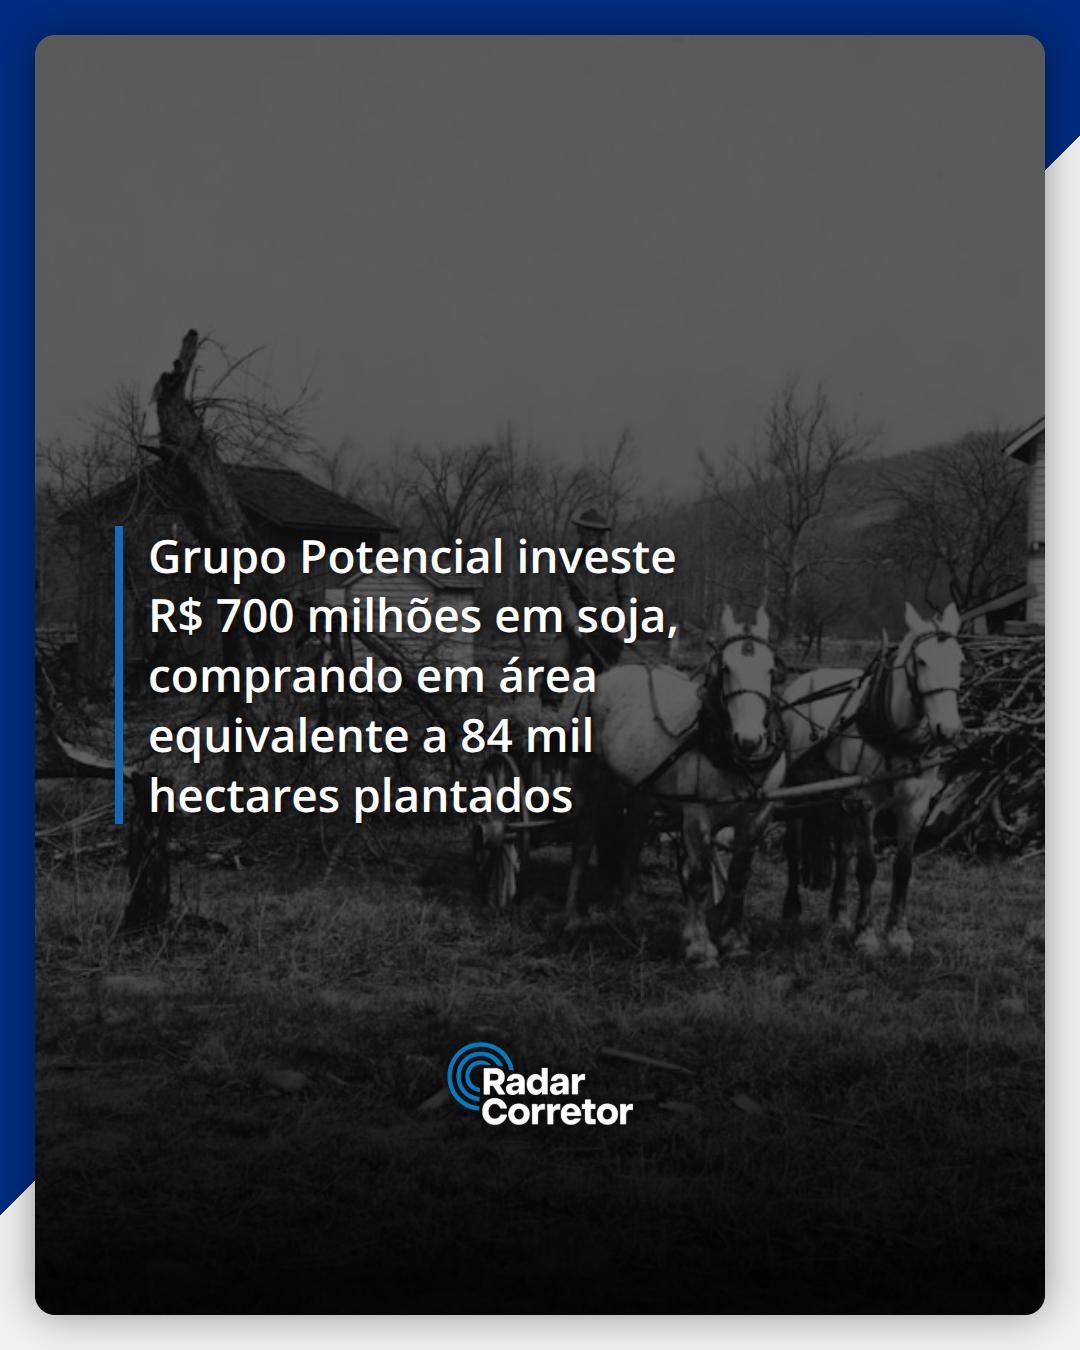 Grupo Potencial investe
R$ 700 milhões em soja,
comprando em área
equivalente a 84 mil
hectares plantados
Radar
Corretor